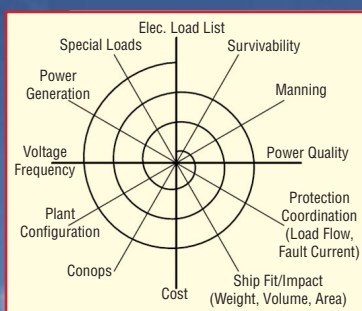 Elec. Load List
Special Loads
Survivability
Power
Generation
Manning
Voltage
Frequency
Power Quality
Plant
Configuration
Protection
Coordination
(Load Flow,
Fault Current)
Conops
Cost
Ship Fit/Impact
(Weight, Volume, Area)